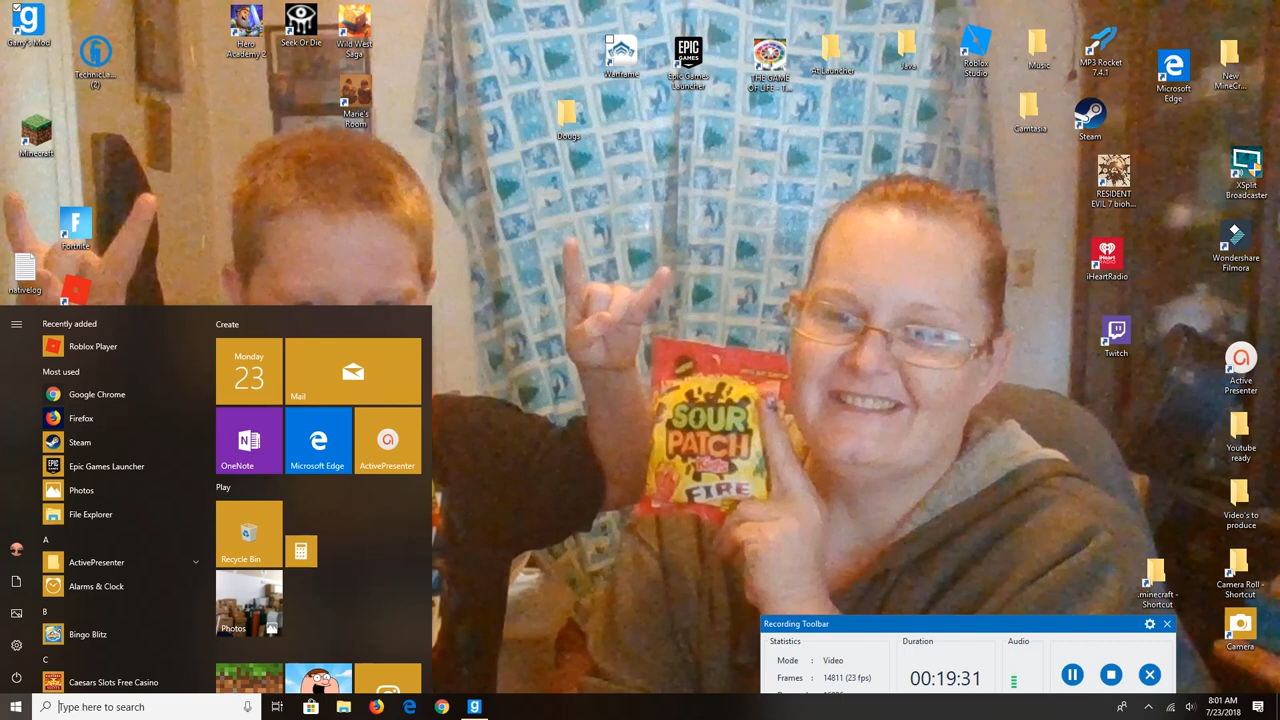 Garry's Mod
TechnicLa...
(2)
Hero
Academy 2
Seek Or Die
Wild West
Saga
Marie's
Room
Minecraft
Fortnite
nativelog
Dougs
Warframe
EPIC
GAMES
Epic Games
Launcher
THE GAME
OF LIFE - T...
At Launcher
Java
Roblox
Studio
Music
MP3 Rocket
7.4.1
Microsoft
Edge
New
MineCr...
Camtasia
Steam
RESIDENT
EVIL 7 bioh...
XSplit
Broadcaster
iHeartRadio
Wondershare
Filmora
Twitch
Active
Presenter
Youtube
ready
Video's to
produce
.minecraft -
Shortcut
Camera Roll -
Shortcut
Camera
SOUR
PATCH
Kids
FIRE
Recently added
Roblox Player
Most used
Google Chrome
Firefox
Steam
Epic Games Launcher
Photos
File Explorer
A
ActivePresenter
Alarms & Clock
B
Bingo Blitz
C
Caesars Slots Free Casino
Create
Monday
23
Mail
OneNote
Microsoft Edge
ActivePresenter
Play
Recycle Bin
Photos
Recording Toolbar
Statistics
Mode : Video
Frames : 14811 (23 fps)
Duration
00:19:31
Audio
Type here to search
8:01 AM
7/23/2018